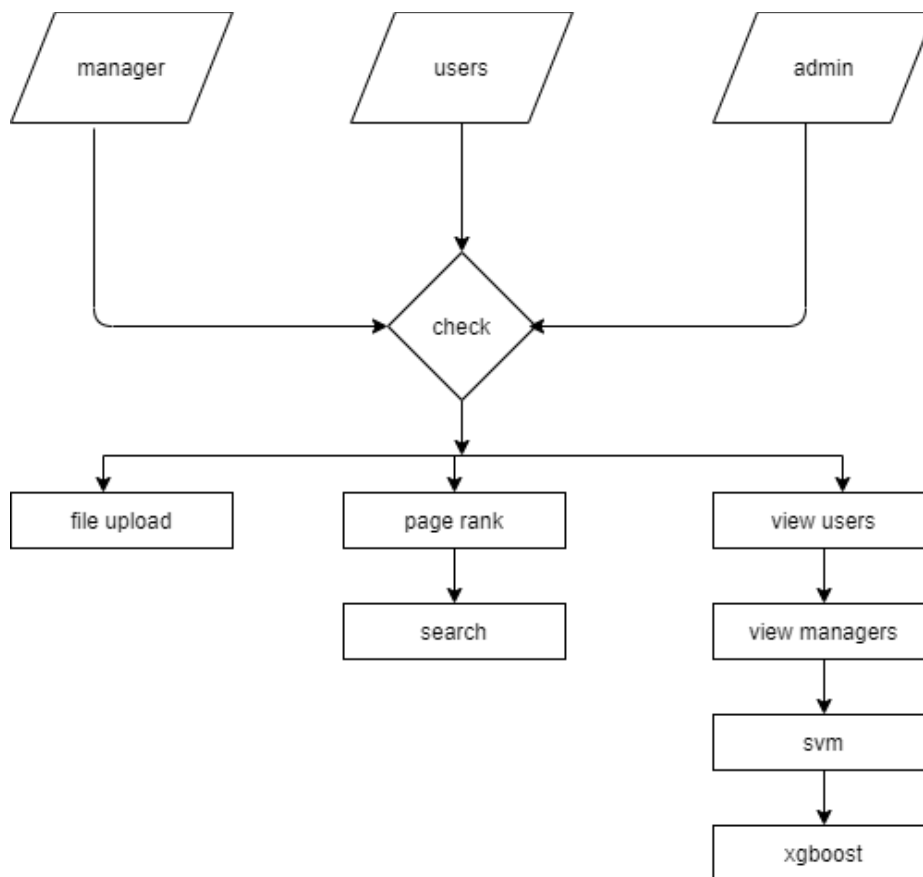 manager
users
admin
check
file upload
page rank
view users
search
view managers
svm
xgboost